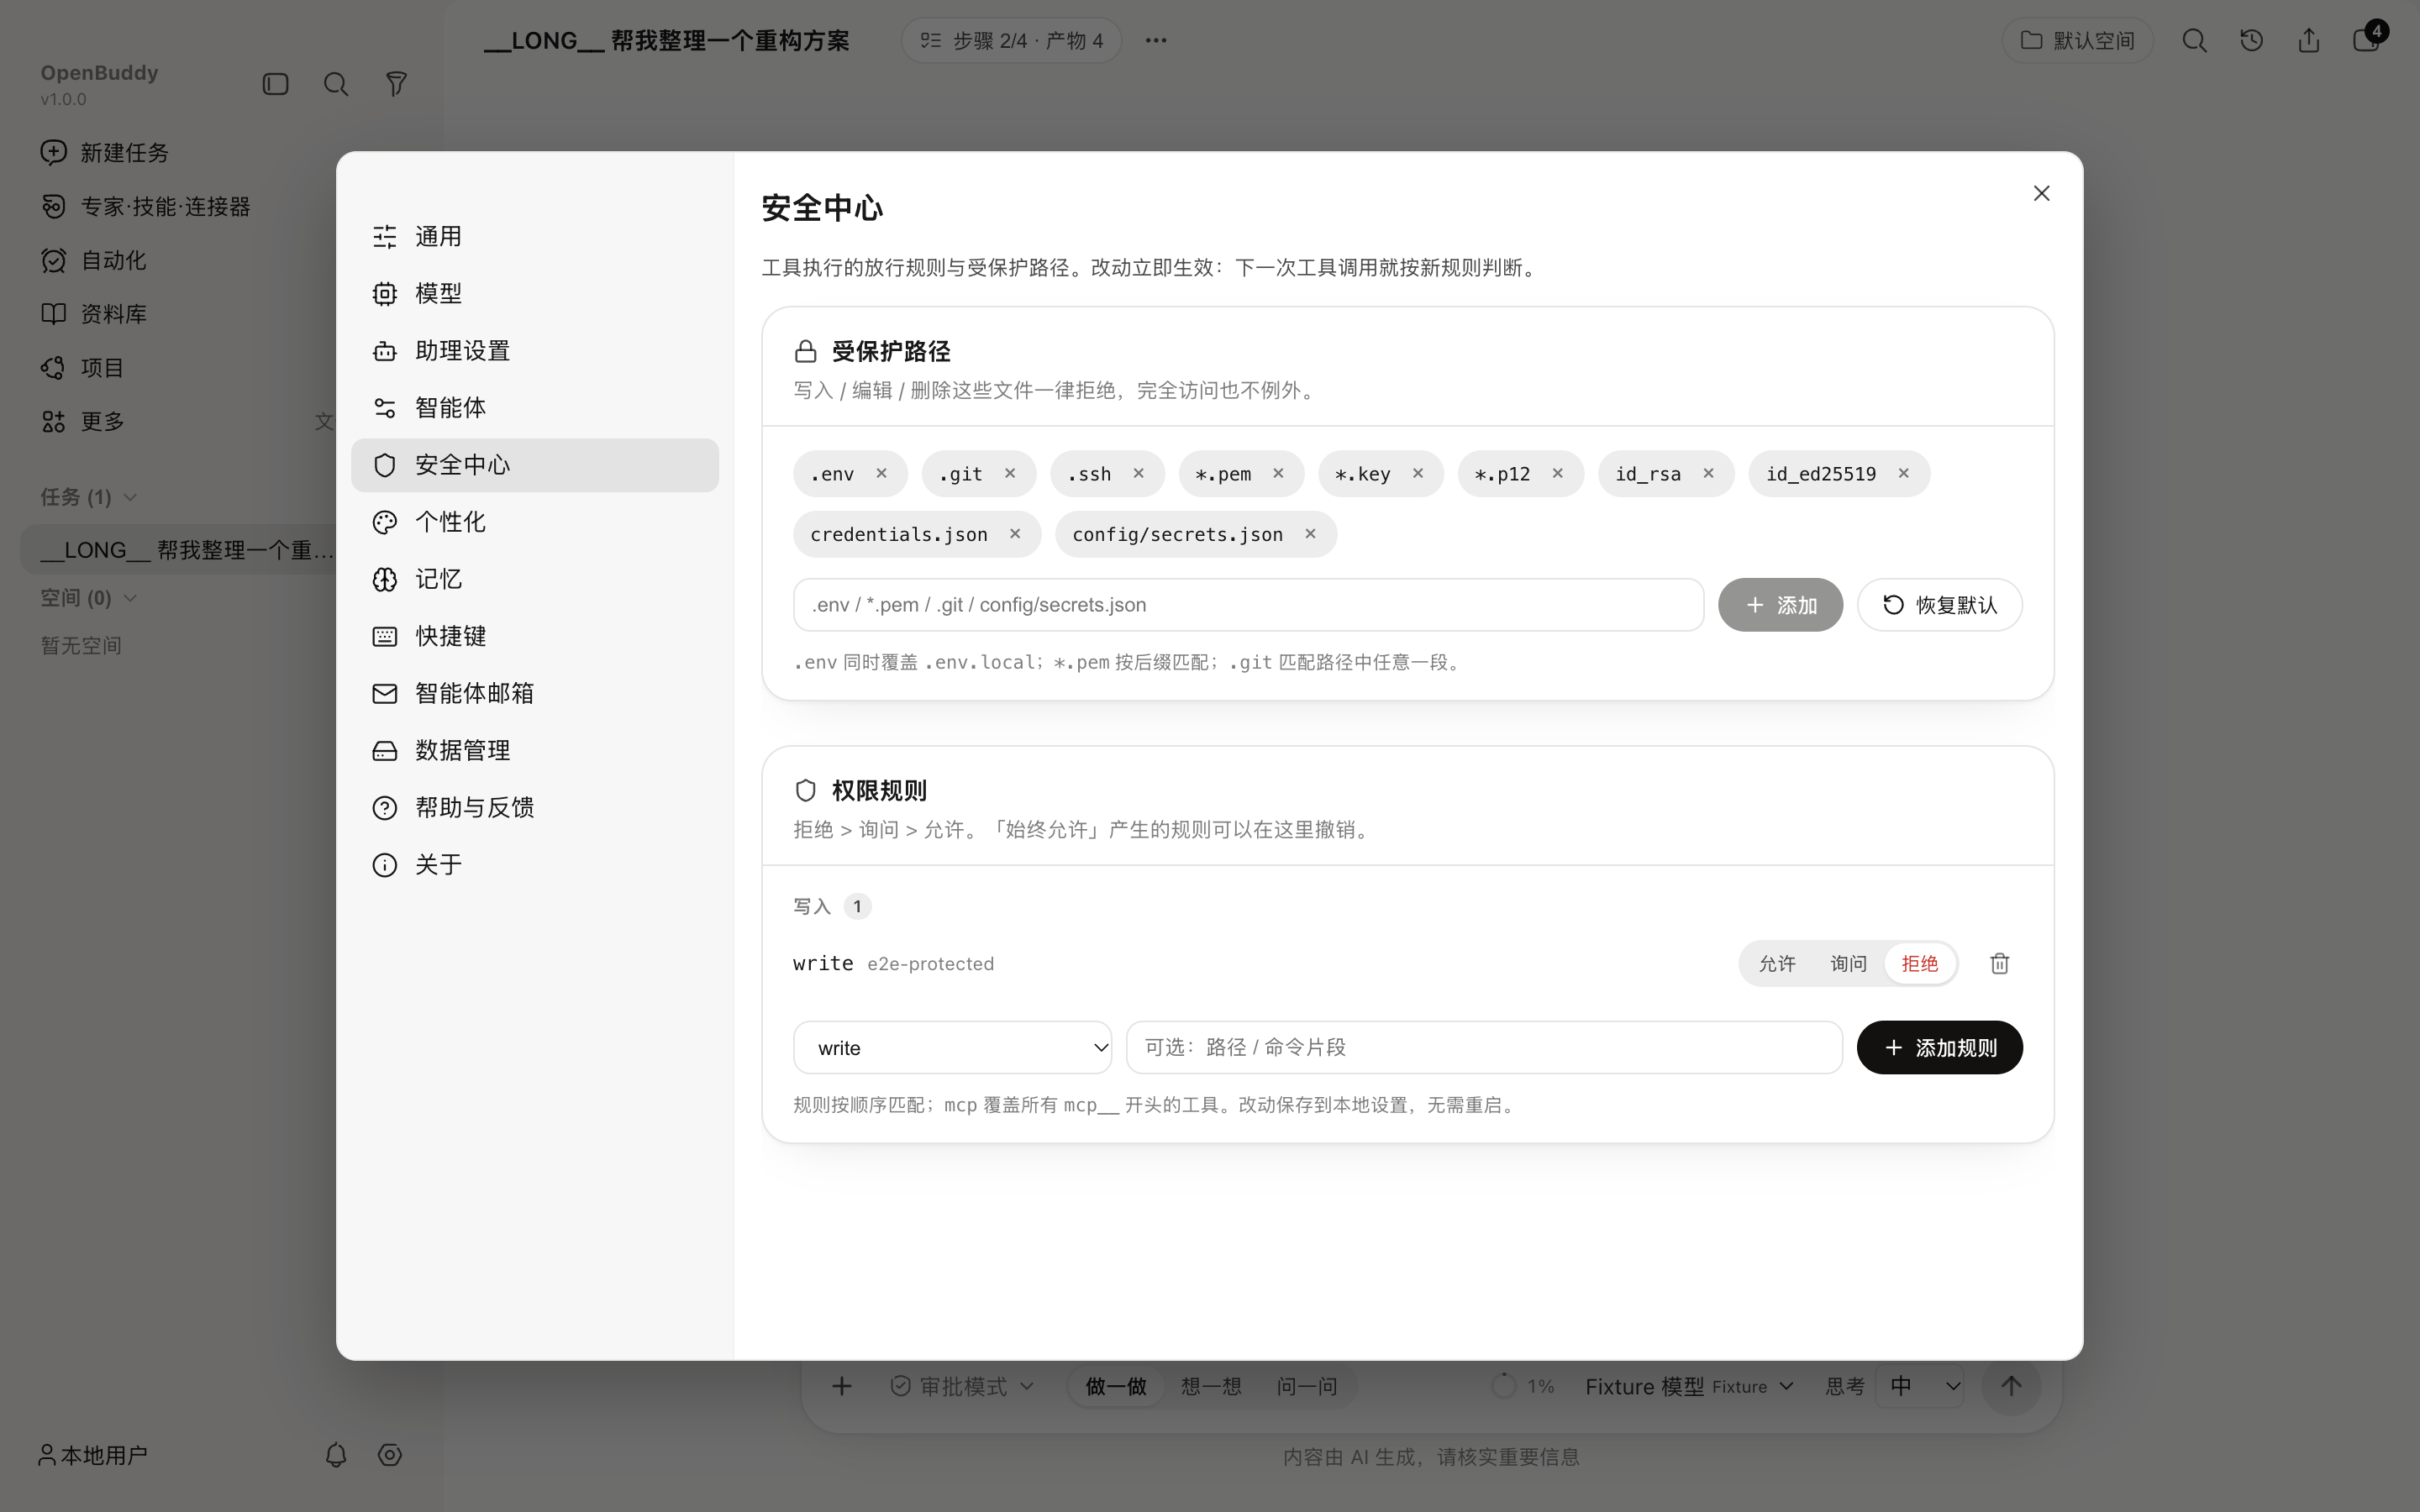 OpenBuddy
v1.0.0
新建任务
专家·技能·连接器
自动化
资料库
项目
更多
文
任务 (1)
__LONG__ 帮我整理一个重…
空间 (0)
暂无空间
本地用户
__LONG__ 帮我整理一个重构方案
步骤 2/4 · 产物 4
默认空间
4
通用
模型
助理设置
智能体
安全中心
个性化
记忆
快捷键
智能体邮箱
数据管理
帮助与反馈
关于
安全中心
工具执行的放行规则与受保护路径。改动立即生效：下一次工具调用就按新规则判断。
受保护路径
写入 / 编辑 / 删除这些文件一律拒绝，完全访问也不例外。
.env .git .ssh *.pem *.key *.p12 id_rsa id_ed25519
credentials.json config/secrets.json
.env / *.pem / .git / config/secrets.json
添加
恢复默认
.env 同时覆盖 .env.local；*.pem 按后缀匹配；.git 匹配路径中任意一段。
权限规则
拒绝 > 询问 > 允许。「始终允许」产生的规则可以在这里撤销。
写入 1
write e2e-protected
允许 询问 拒绝
write
可选：路径 / 命令片段
添加规则
规则按顺序匹配；mcp 覆盖所有 mcp__ 开头的工具。改动保存到本地设置，无需重启。
审批模式
做一做 想一想 问一问
1%
Fixture 模型 Fixture
思考 中
内容由 AI 生成，请核实重要信息